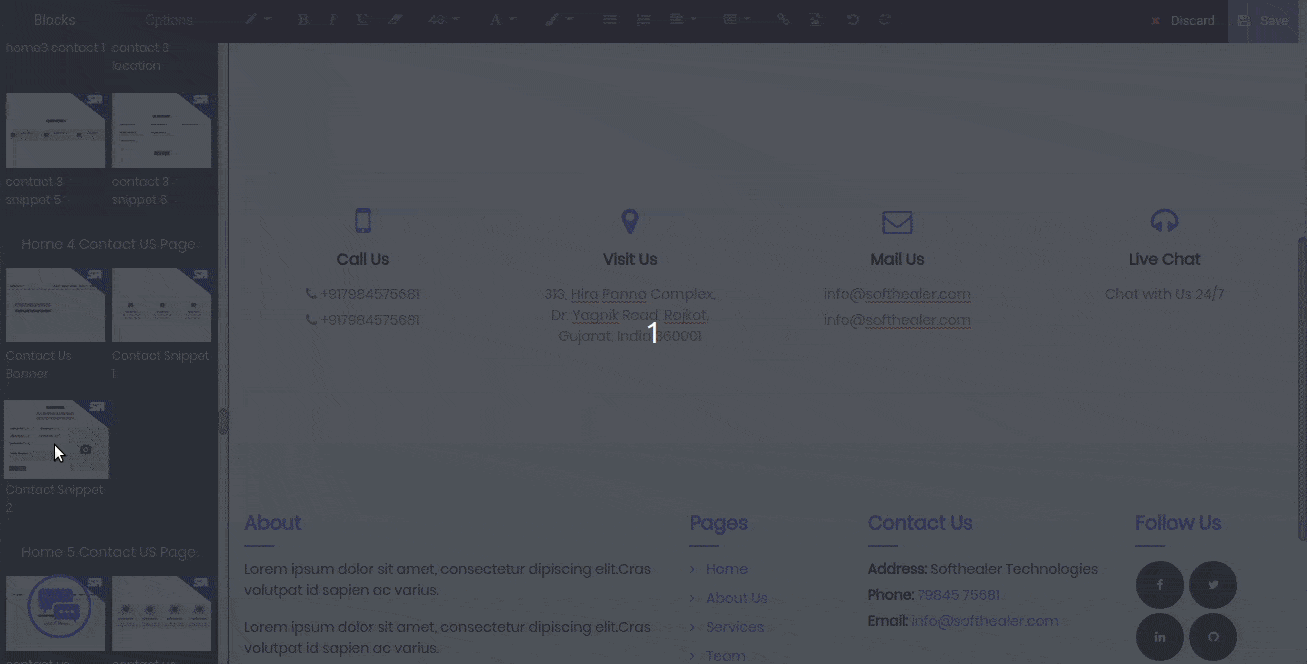 Blocks
Options
B I U
48
A
Discard
Save
home3 contact 1
contact 3
location
contact 3
snippet 5
contact 3
snippet 6
Home 4 Contact US Page
Contact Us
Banner
Contact Snippet
1
Contact Snippet
2
Home 5 Contact US Page
contact us
contact us
Call Us
+917984575681
+917984575681
Visit Us
313, Hira Panna Complex,
Dr. Yagnik Road, Rajkot,
Gujarat, India 360001
Mail Us
info@softhealer.com
info@softhealer.com
Live Chat
Chat with Us 24/7
1
About
Lorem ipsum dolor sit amet, consectetur dipiscing elit.Cras
volutpat id sapien ac varius.
Lorem ipsum dolor sit amet, consectetur dipiscing elit.Cras
volutpat id sapien ac varius.
Pages
Home
About Us
Services
Team
Contact Us
Address: Softhealer Technologies
Phone: 79845 75681
Email: info@softhealer.com
Follow Us